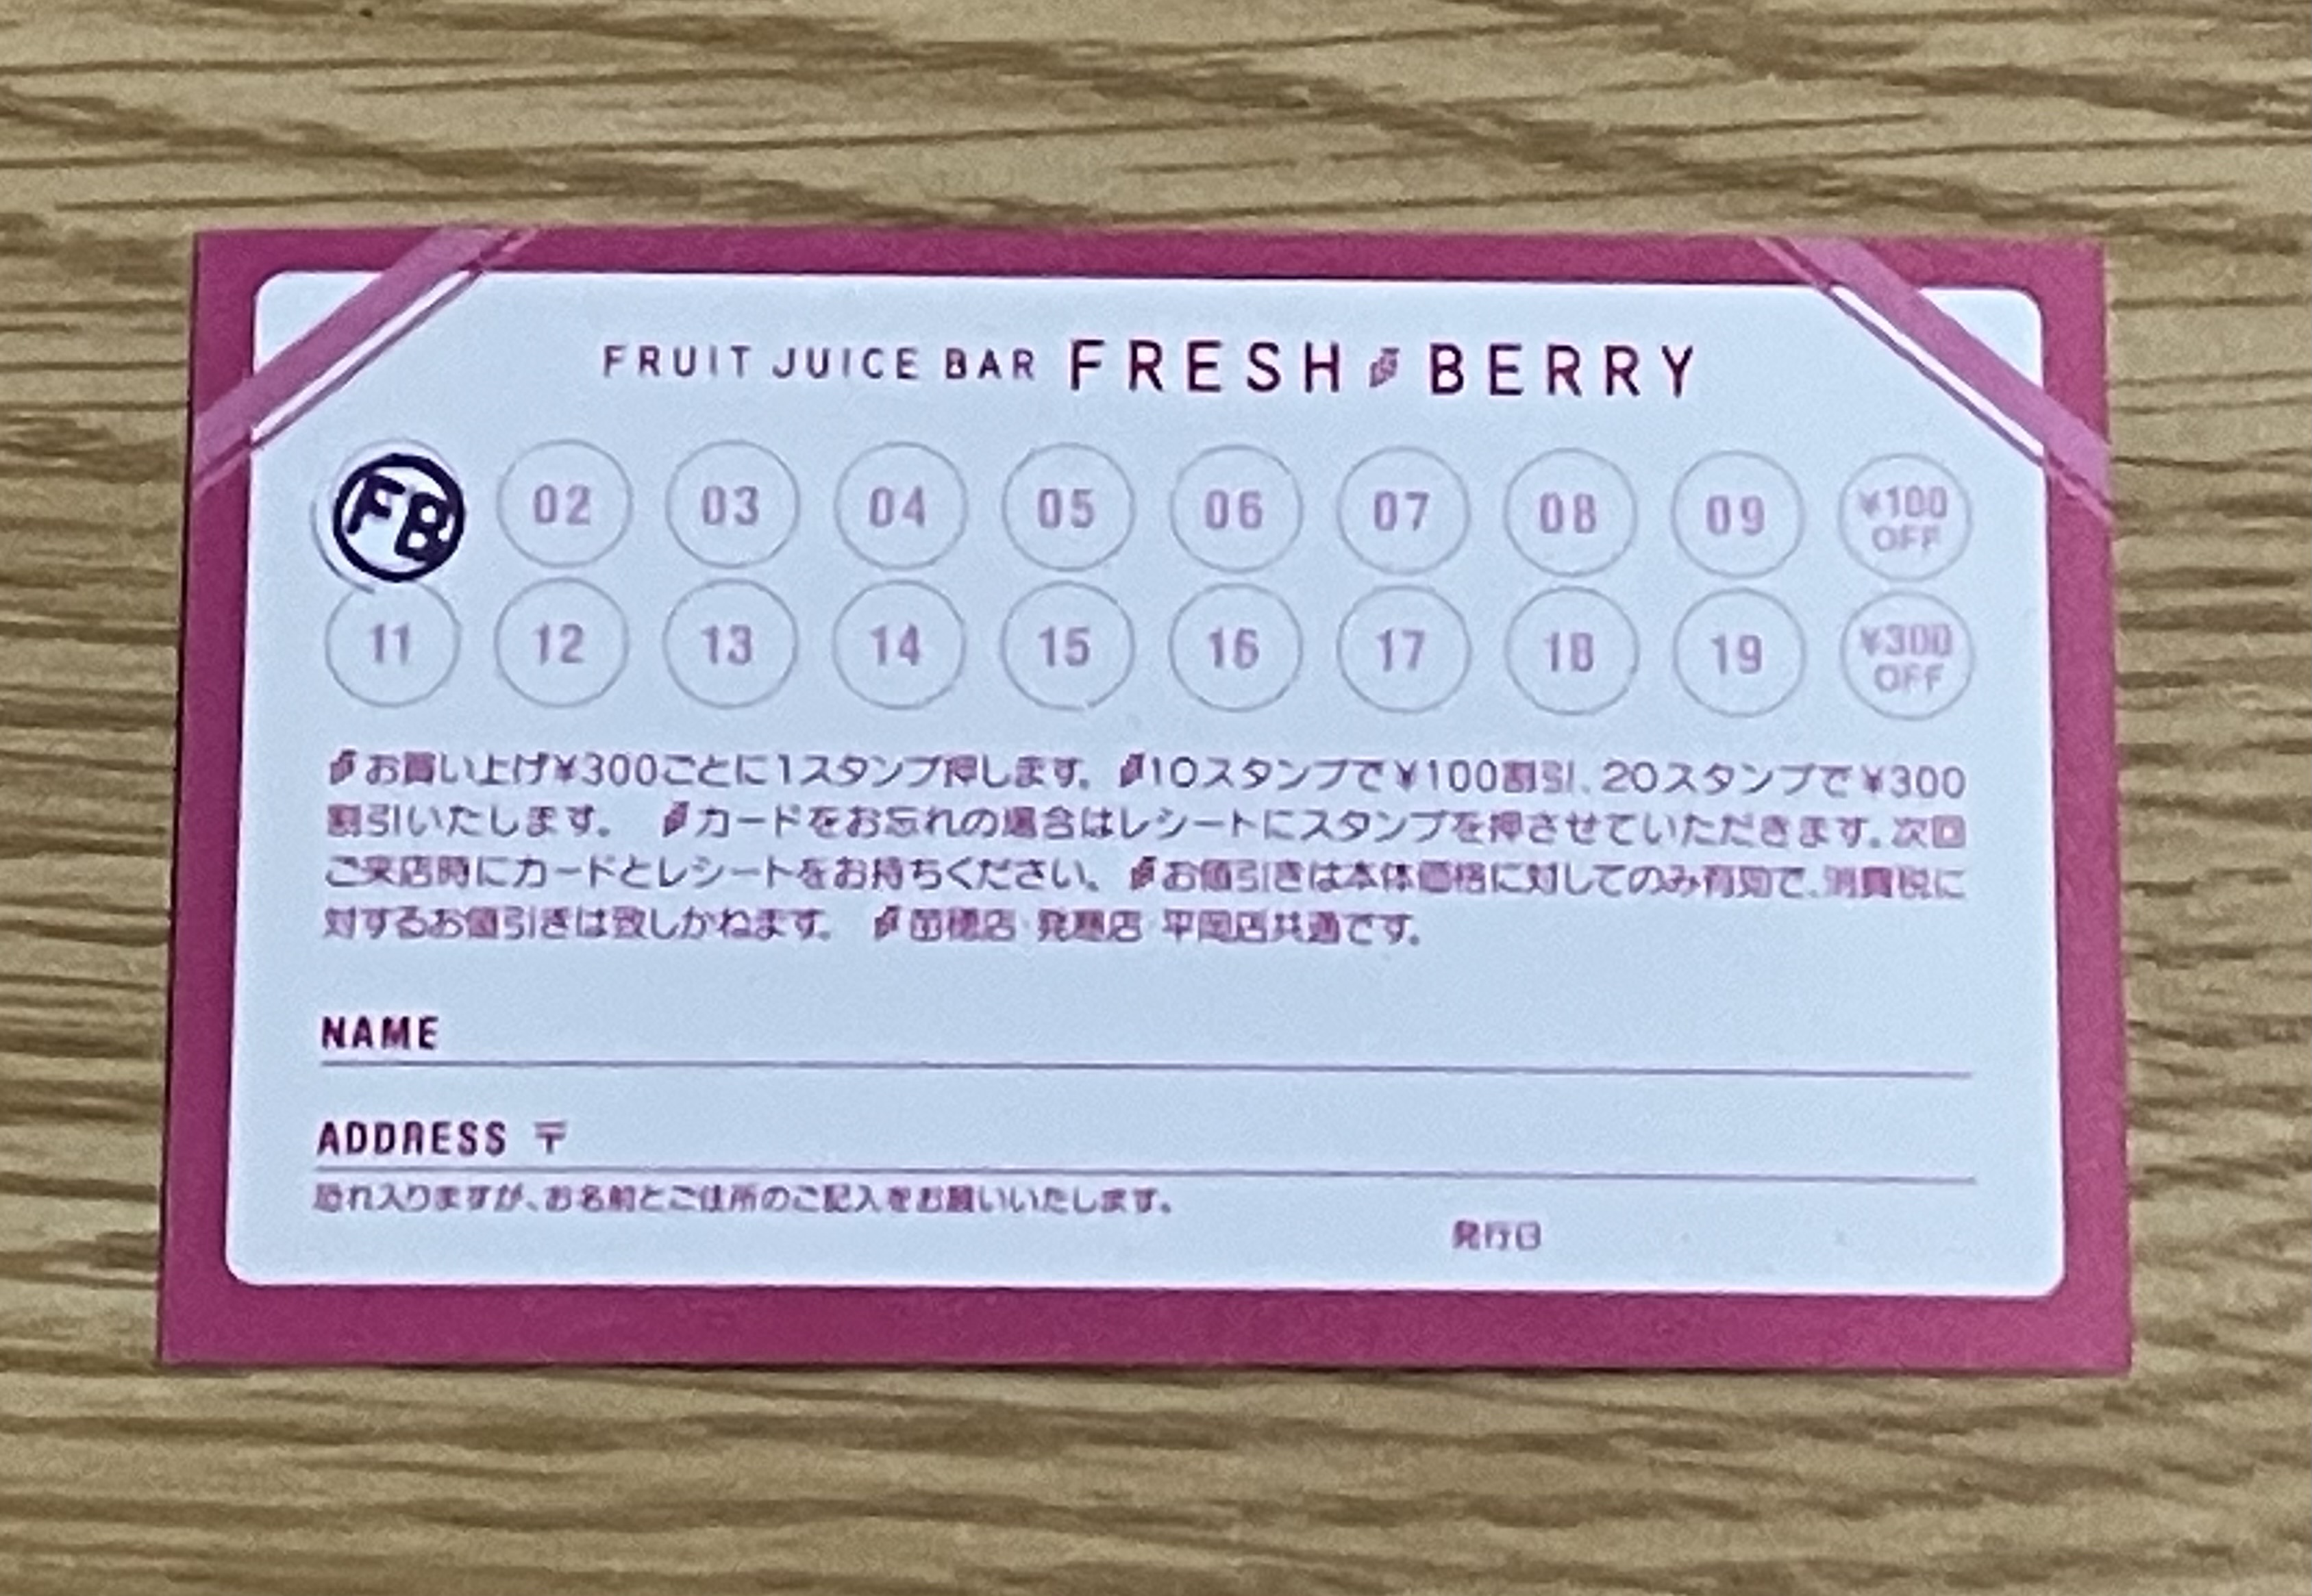 FRUIT JUICE BAR FRESH BERRY
FB 02 03 04 05 06 07 08 09 ¥100 OFF
11 12 13 14 15 16 17 18 19 ¥300 OFF
お買い上げ¥300ごとに1スタンプ押します。 10スタンプで¥100割引、20スタンプで¥300
割引いたします。 カードをお忘れの場合はレシートにスタンプを押させていただきます。次回
ご来店時にカードとレシートをお持ちください。 お値引きは本体価格に対してのみ有効で、消費税に
対するお値引きは致しかねます。 苗穂店 発寒店 平岡店共通です。
NAME
ADDRESS 〒
恐れ入りますが、お名前とご住所のご記入をお願いいたします。
発行日